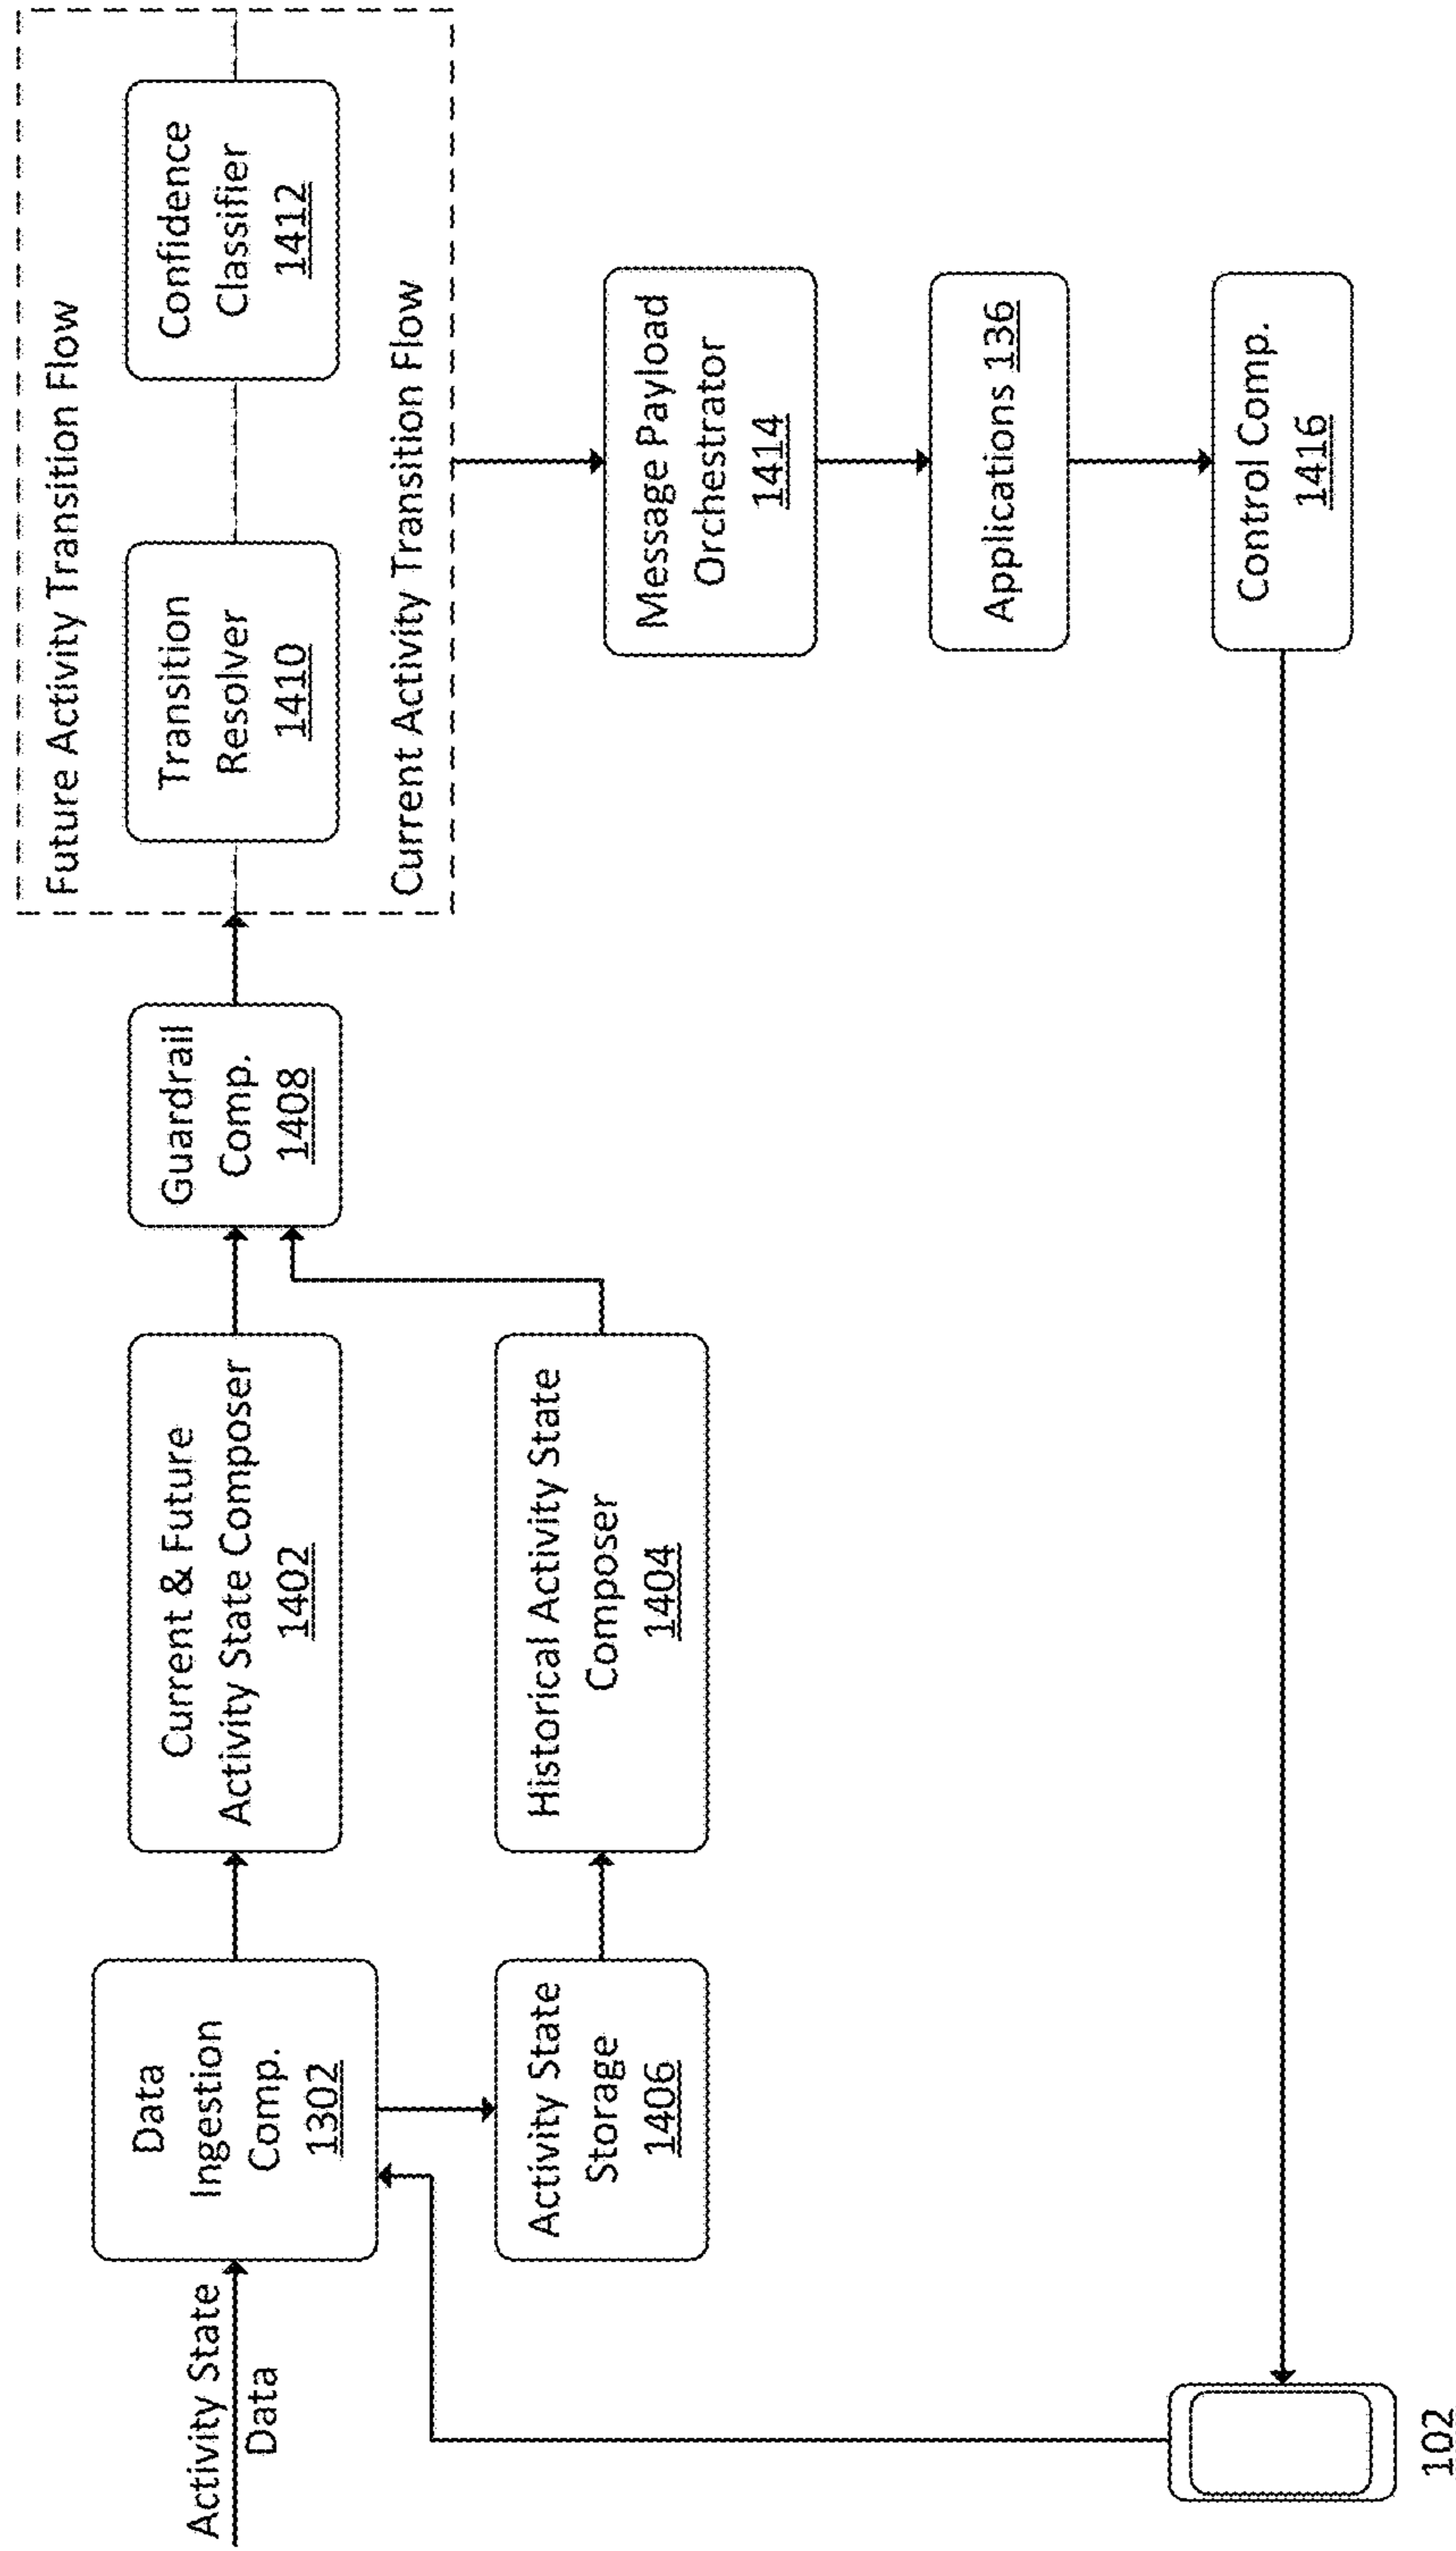 Activity State
Data
Data
Ingestion
Comp.
1302
Current & Future
Activity State Composer
1402
Guardrail
Comp.
1408
Future Activity Transition Flow
Transition
Resolver
1410
Confidence
Classifier
1412
Current Activity Transition Flow
Activity State
Storage
1406
Historical Activity State
Composer
1404
Message Payload
Orchestrator
1414
Applications 136
Control Comp.
1416
102